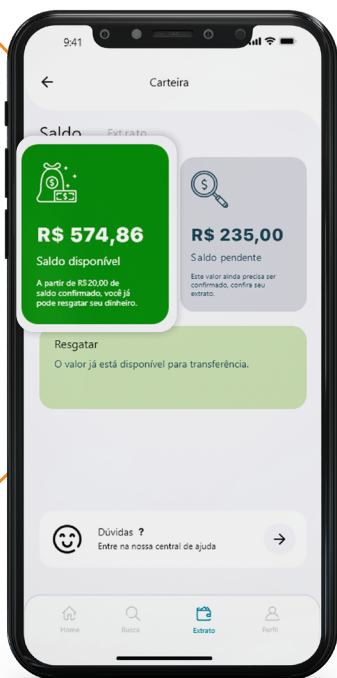 9:41
Carteira
Saldo Extrato
R$ 574,86
Saldo disponível
A partir de R$20,00 de
saldo confirmado, você já
pode resgatar seu dinheiro.
R$ 235,00
Saldo pendente
Este valor ainda precisa ser
confirmado, confira seu
extrato.
Resgatar
O valor já está disponível para transferência.
Dúvidas ?
Entre na nossa central de ajuda
Home Busca Extrato Perfil